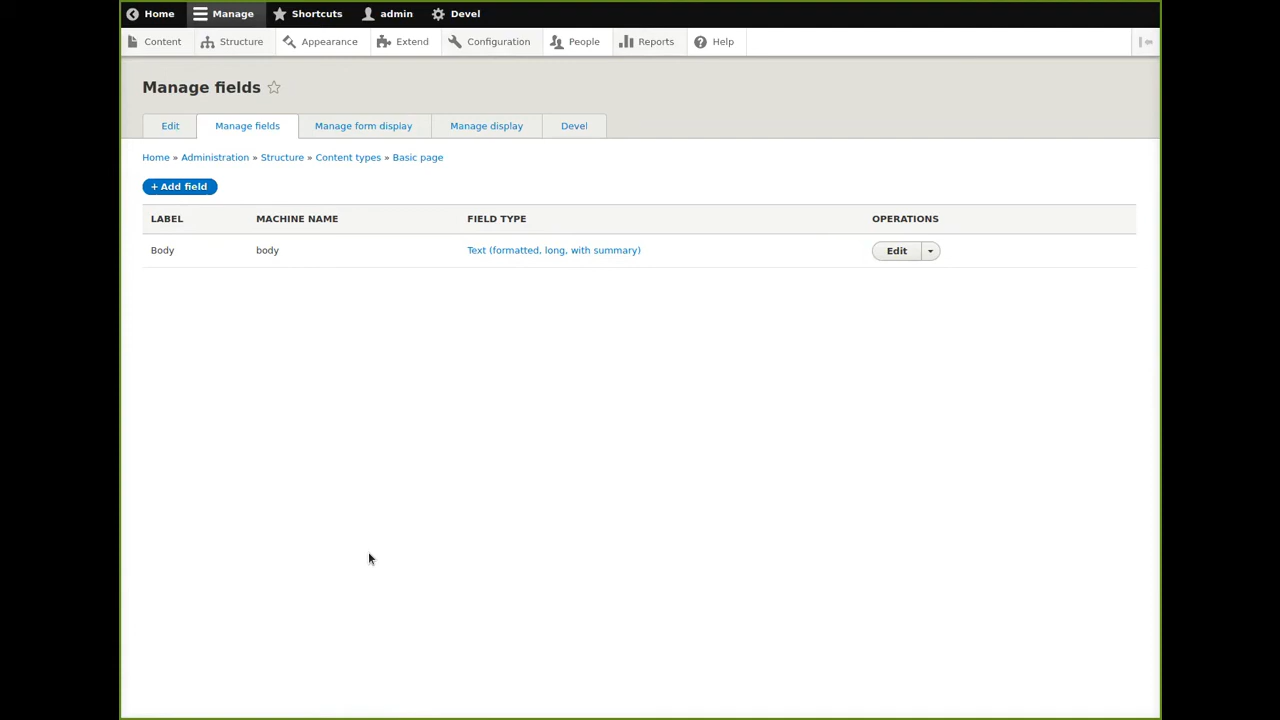 Home Manage Shortcuts admin Devel
Content Structure Appearance Extend Configuration People Reports Help
Manage fields
Edit Manage fields Manage form display Manage display Devel
Home » Administration » Structure » Content types » Basic page
+ Add field
LABEL MACHINE NAME FIELD TYPE OPERATIONS
Body body Text (formatted, long, with summary) Edit